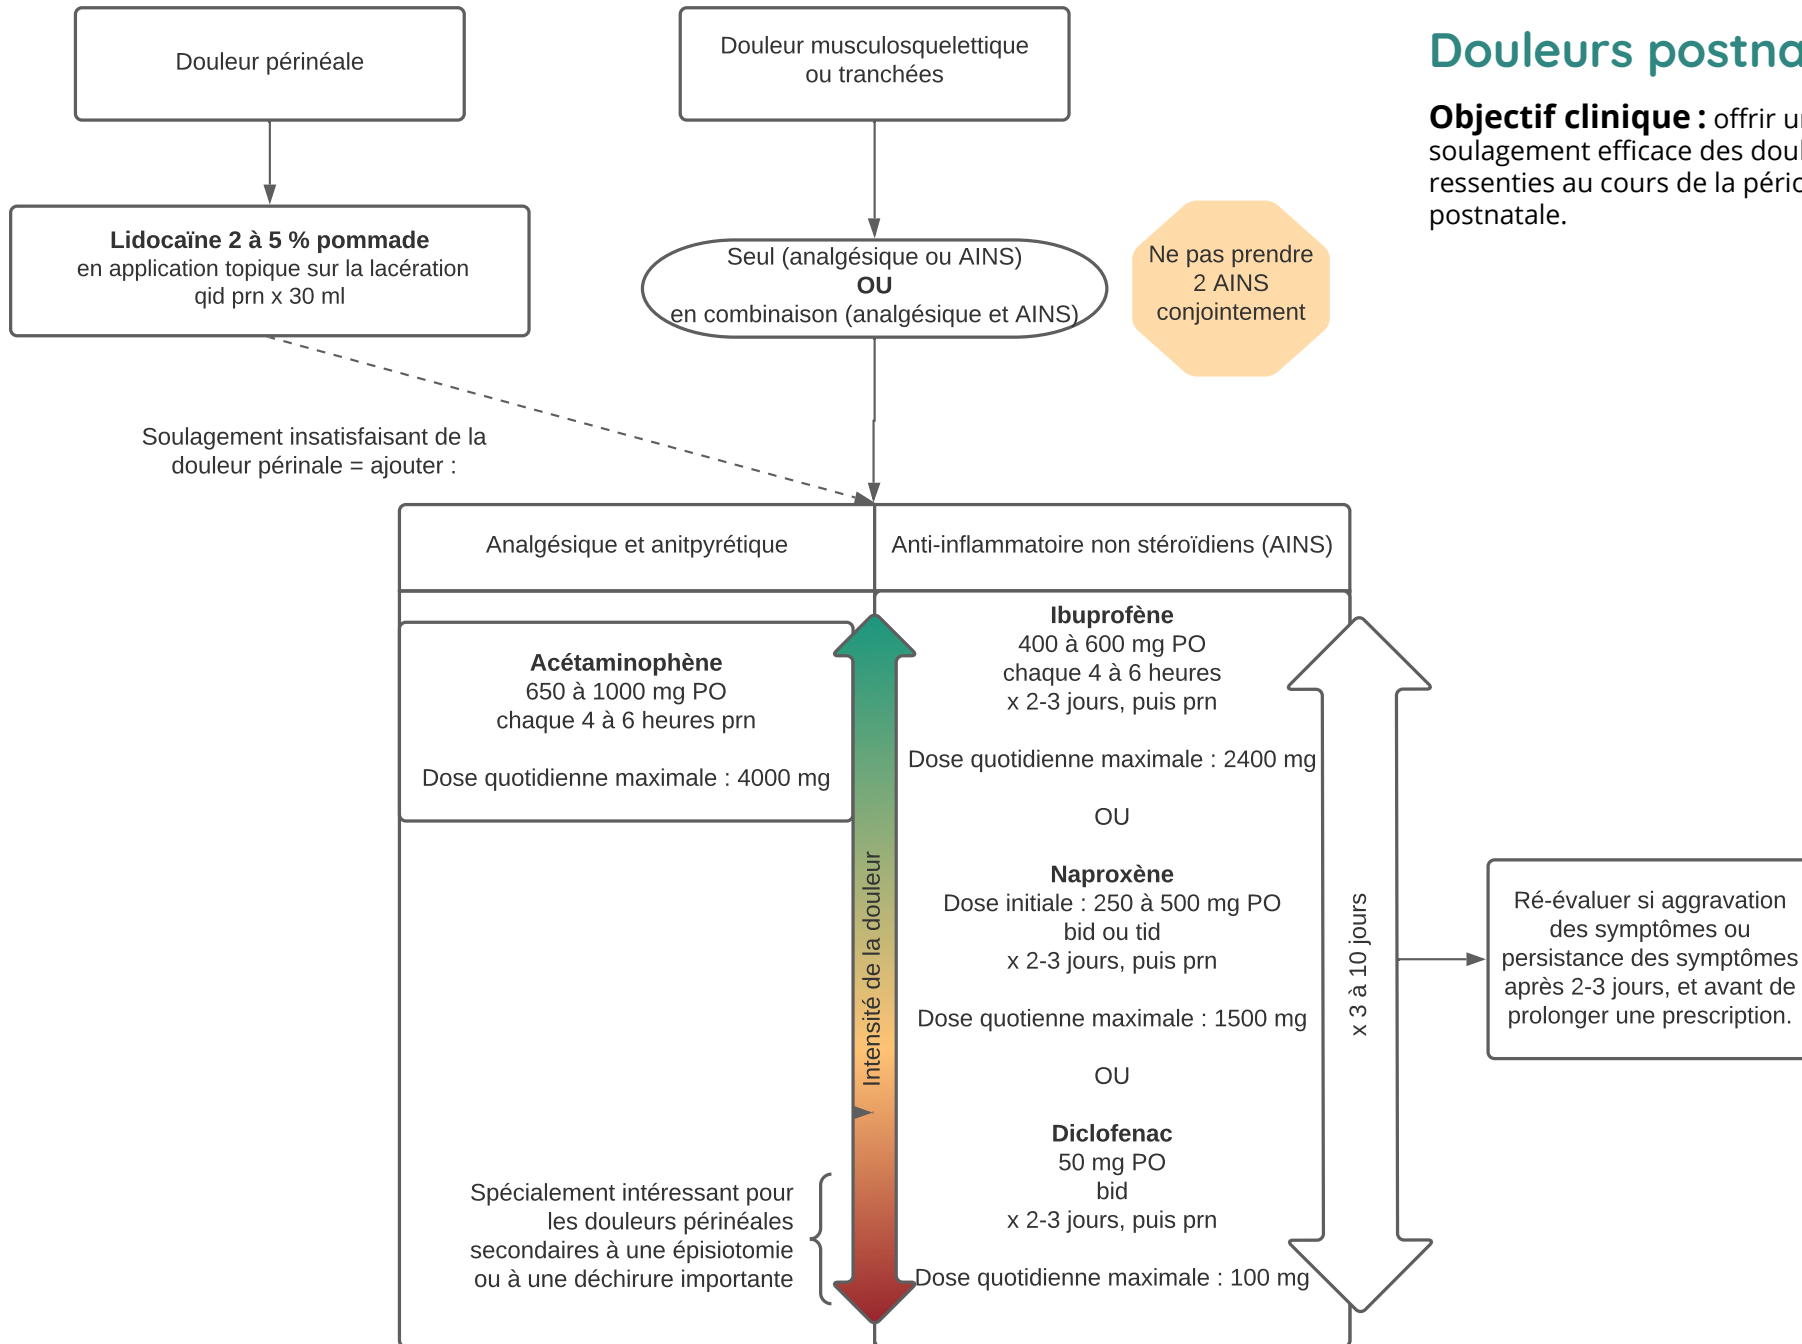 Douleur périnéale
Douleur musculosquelettique
ou tranchées
Douleurs postna
Objectif clinique : offrir un
soulagement efficace des doul
ressenties au cours de la pério
postnatale.
Lidocaïne 2 à 5 % pommade
en application topique sur la lacération
qid prn x 30 ml
Seul (analgésique ou AINS)
OU
en combinaison (analgésique et AINS)
Ne pas prendre
2 AINS
conjointement
Soulagement insatisfaisant de la
douleur périnale = ajouter :
Analgésique et anitpyrétique
Anti-inflammatoire non stéroïdiens (AINS)
Acétaminophène
650 à 1000 mg PO
chaque 4 à 6 heures prn
Dose quotidienne maximale : 4000 mg
Intensité de la douleur
Ibuprofène
400 à 600 mg PO
chaque 4 à 6 heures
x 2-3 jours, puis prn
Dose quotidienne maximale : 2400 mg
OU
Naproxène
Dose initiale : 250 à 500 mg PO
bid ou tid
x 2-3 jours, puis prn
Dose quotienne maximale : 1500 mg
OU
Diclofenac
50 mg PO
bid
x 2-3 jours, puis prn
Dose quotidienne maximale : 100 mg
x 3 à 10 jours
Ré-évaluer si aggravation
des symptômes ou
persistance des symptômes
après 2-3 jours, et avant de
prolonger une prescription.
Spécialement intéressant pour
les douleurs périnéales
secondaires à une épisiotomie
ou à une déchirure importante